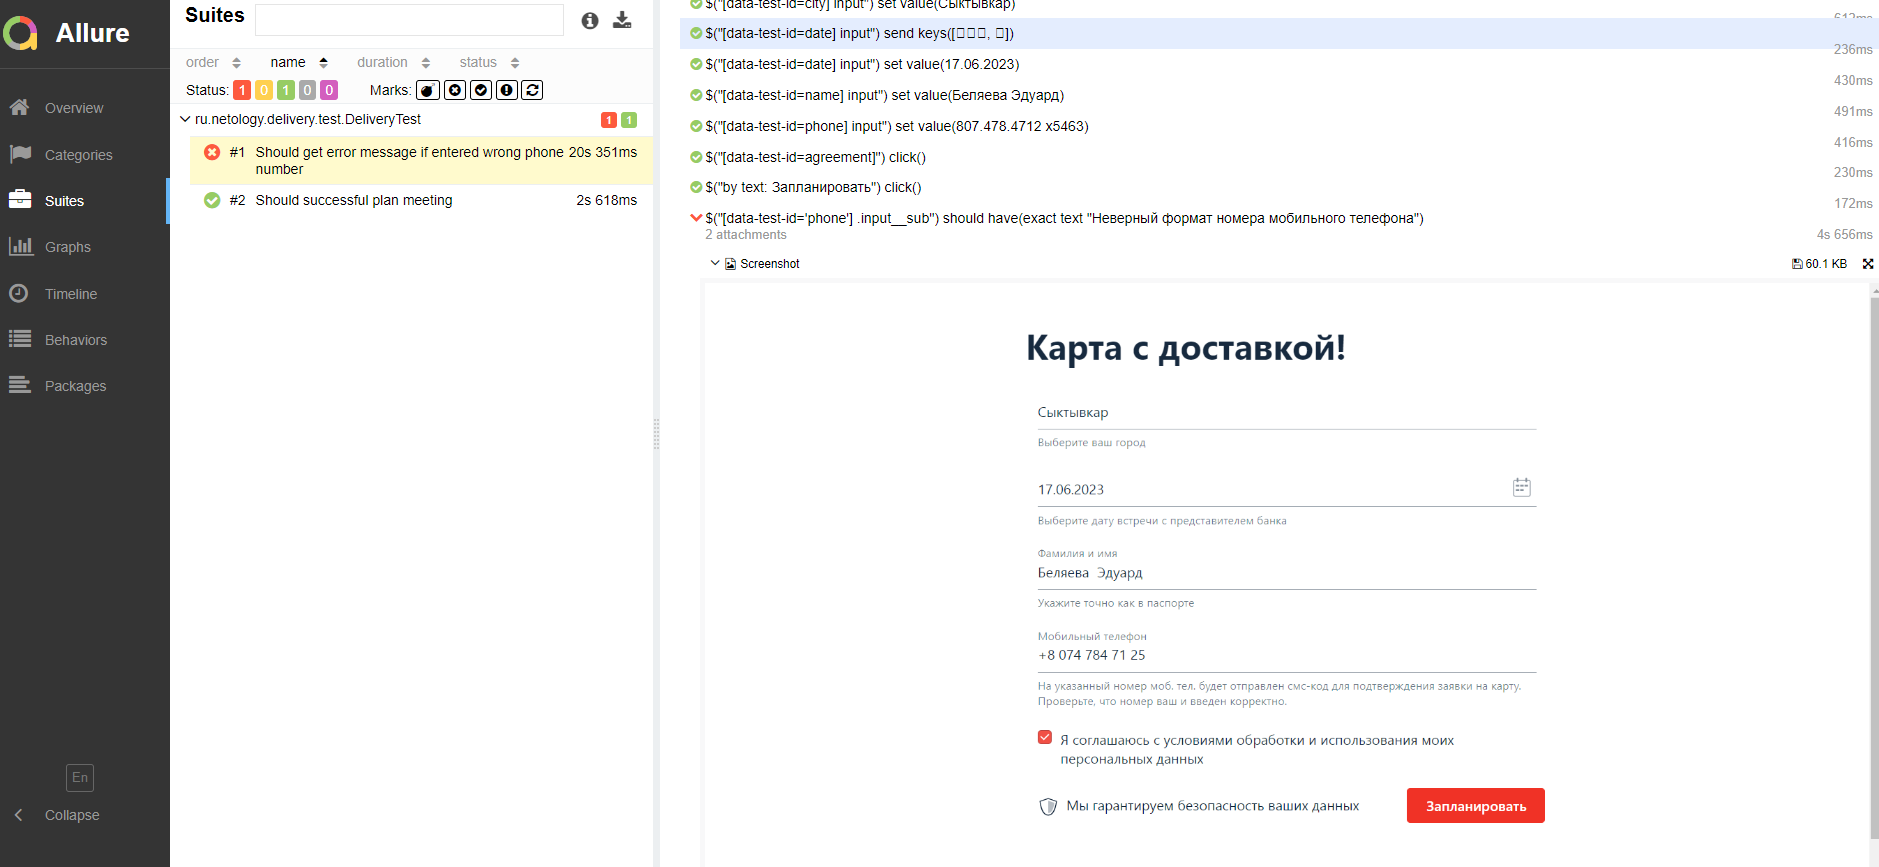 Allure
Overview
Categories
Suites
Graphs
Timeline
Behaviors
Packages
En
Collapse
Suites
order name duration status
Status: 1 0 1 0 0 Marks:
ru.netology.delivery.test.DeliveryTest 1 1
#1 Should get error message if entered wrong phone number 20s 351ms
#2 Should successful plan meeting 2s 618ms
$("[data-test-id=city] input") set value(Сыктывкар)
612ms
$("[data-test-id=date] input") send keys([▯▯▯, ▯])
236ms
$("[data-test-id=date] input") set value(17.06.2023)
430ms
$("[data-test-id=name] input") set value(Беляева Эдуард)
491ms
$("[data-test-id=phone] input") set value(807.478.4712 x5463)
416ms
$("[data-test-id=agreement]") click()
230ms
$("by text: Запланировать") click()
172ms
$("[data-test-id='phone'] .input__sub") should have(exact text "Неверный формат номера мобильного телефона")
2 attachments 4s 656ms
Screenshot 60.1 KB
Карта с доставкой!
Сыктывкар
Выберите ваш город
17.06.2023
Выберите дату встречи с представителем банка
Фамилия и имя
Беляева Эдуард
Укажите точно как в паспорте
Мобильный телефон
+8 074 784 71 25
На указанный номер моб. тел. будет отправлен смс-код для подтверждения заявки на карту.
Проверьте, что номер ваш и введен корректно.
Я соглашаюсь с условиями обработки и использования моих
персональных данных
Мы гарантируем безопасность ваших данных
Запланировать